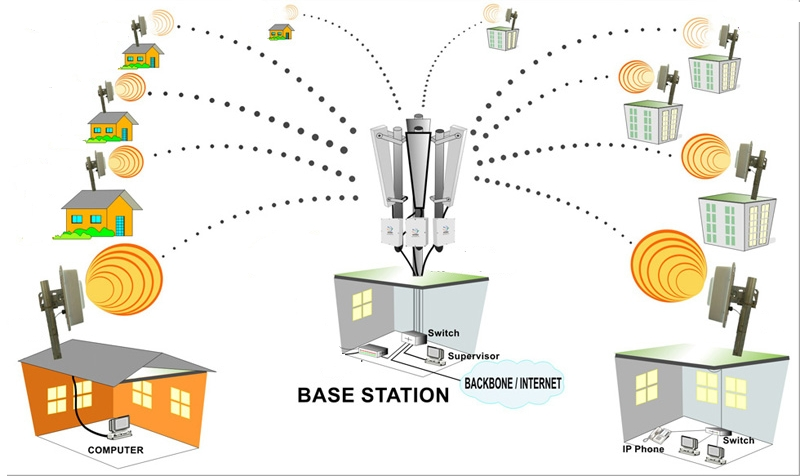 Switch
Supervisor
BACKBONE / INTERNET
BASE STATION
COMPUTER
IP Phone
Switch